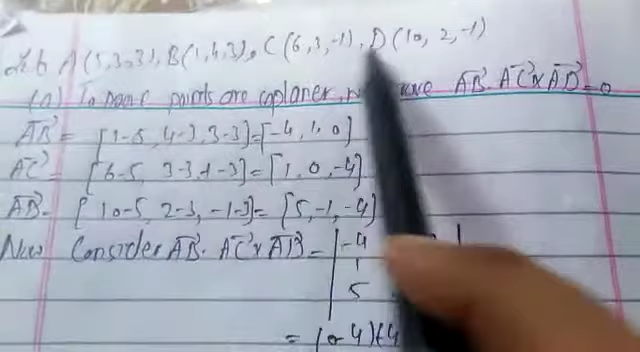 Let A(5,3,3), B(1,4,3), C(6,3,-1), D(10, 2,-1)
(a) To prove points are coplaner, we have AB⃗. AC⃗×AD⃗=0
AB⃗= [1-5, 4-3, 3-3]=[-4, 1, 0]
AC⃗= [6-5, 3-3,-1-3]=[1, 0, -4]
AD⃗= [10-5, 2-3, -1-3]= [5,-1,-4]
Now Consider AB⃗. AC⃗×AD⃗= |-4
1
5
= (-4)(4